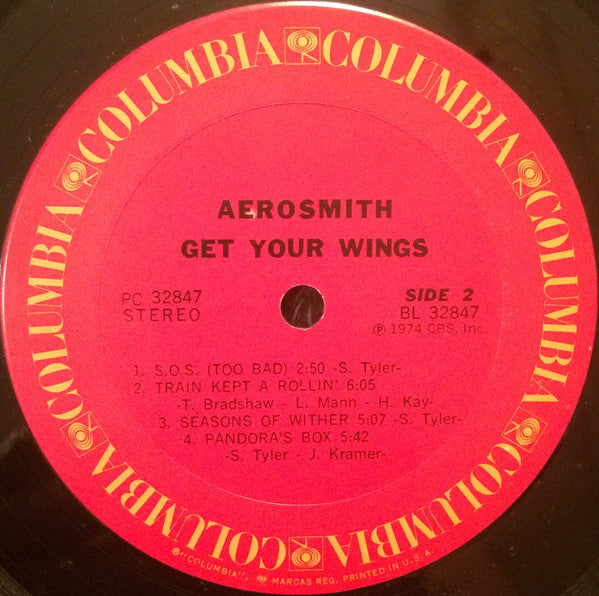 COLUMBIA COLUMBIA COLUMBIA COLUMBIA COLUMBIA COLUMBIA
AEROSMITH
GET YOUR WINGS
PC 32847
STEREO
SIDE 2
BL 32847
Ⓟ 1974 CBS, Inc.
1. S.O.S. (TOO BAD) 2:50 -S. Tyler-
2. TRAIN KEPT A ROLLIN' 6:05
-T. Bradshaw - L. Mann - H. Kay-
3. SEASONS OF WITHER 5:07 -S. Tyler-
4. PANDORA'S BOX 5:42
-S. Tyler - J. Kramer-
®"COLUMBIA", MARCAS REG. PRINTED IN U.S.A.